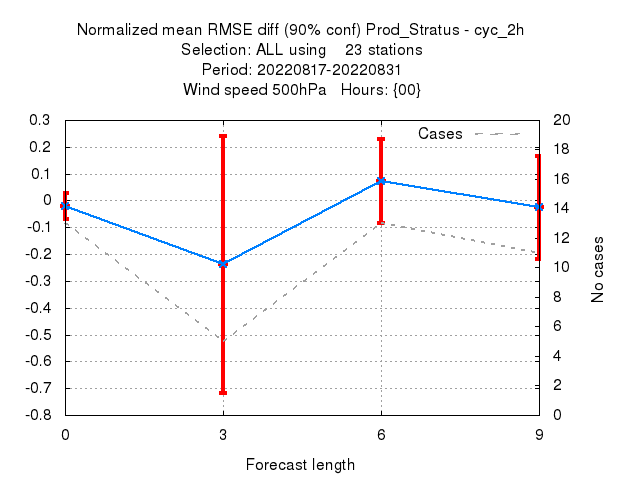 Normalized mean RMSE diff (90% conf) Prod_Stratus - cyc_2h
Selection: ALL using    23 stations
Period: 20220817-20220831
Wind speed 500hPa   Hours: {00}
Cases
0.3
0.2
0.1
0
-0.1
-0.2
-0.3
-0.4
-0.5
-0.6
-0.7
-0.8
20
18
16
14
12
10
8
6
4
2
0
No cases
0 3 6 9
Forecast length